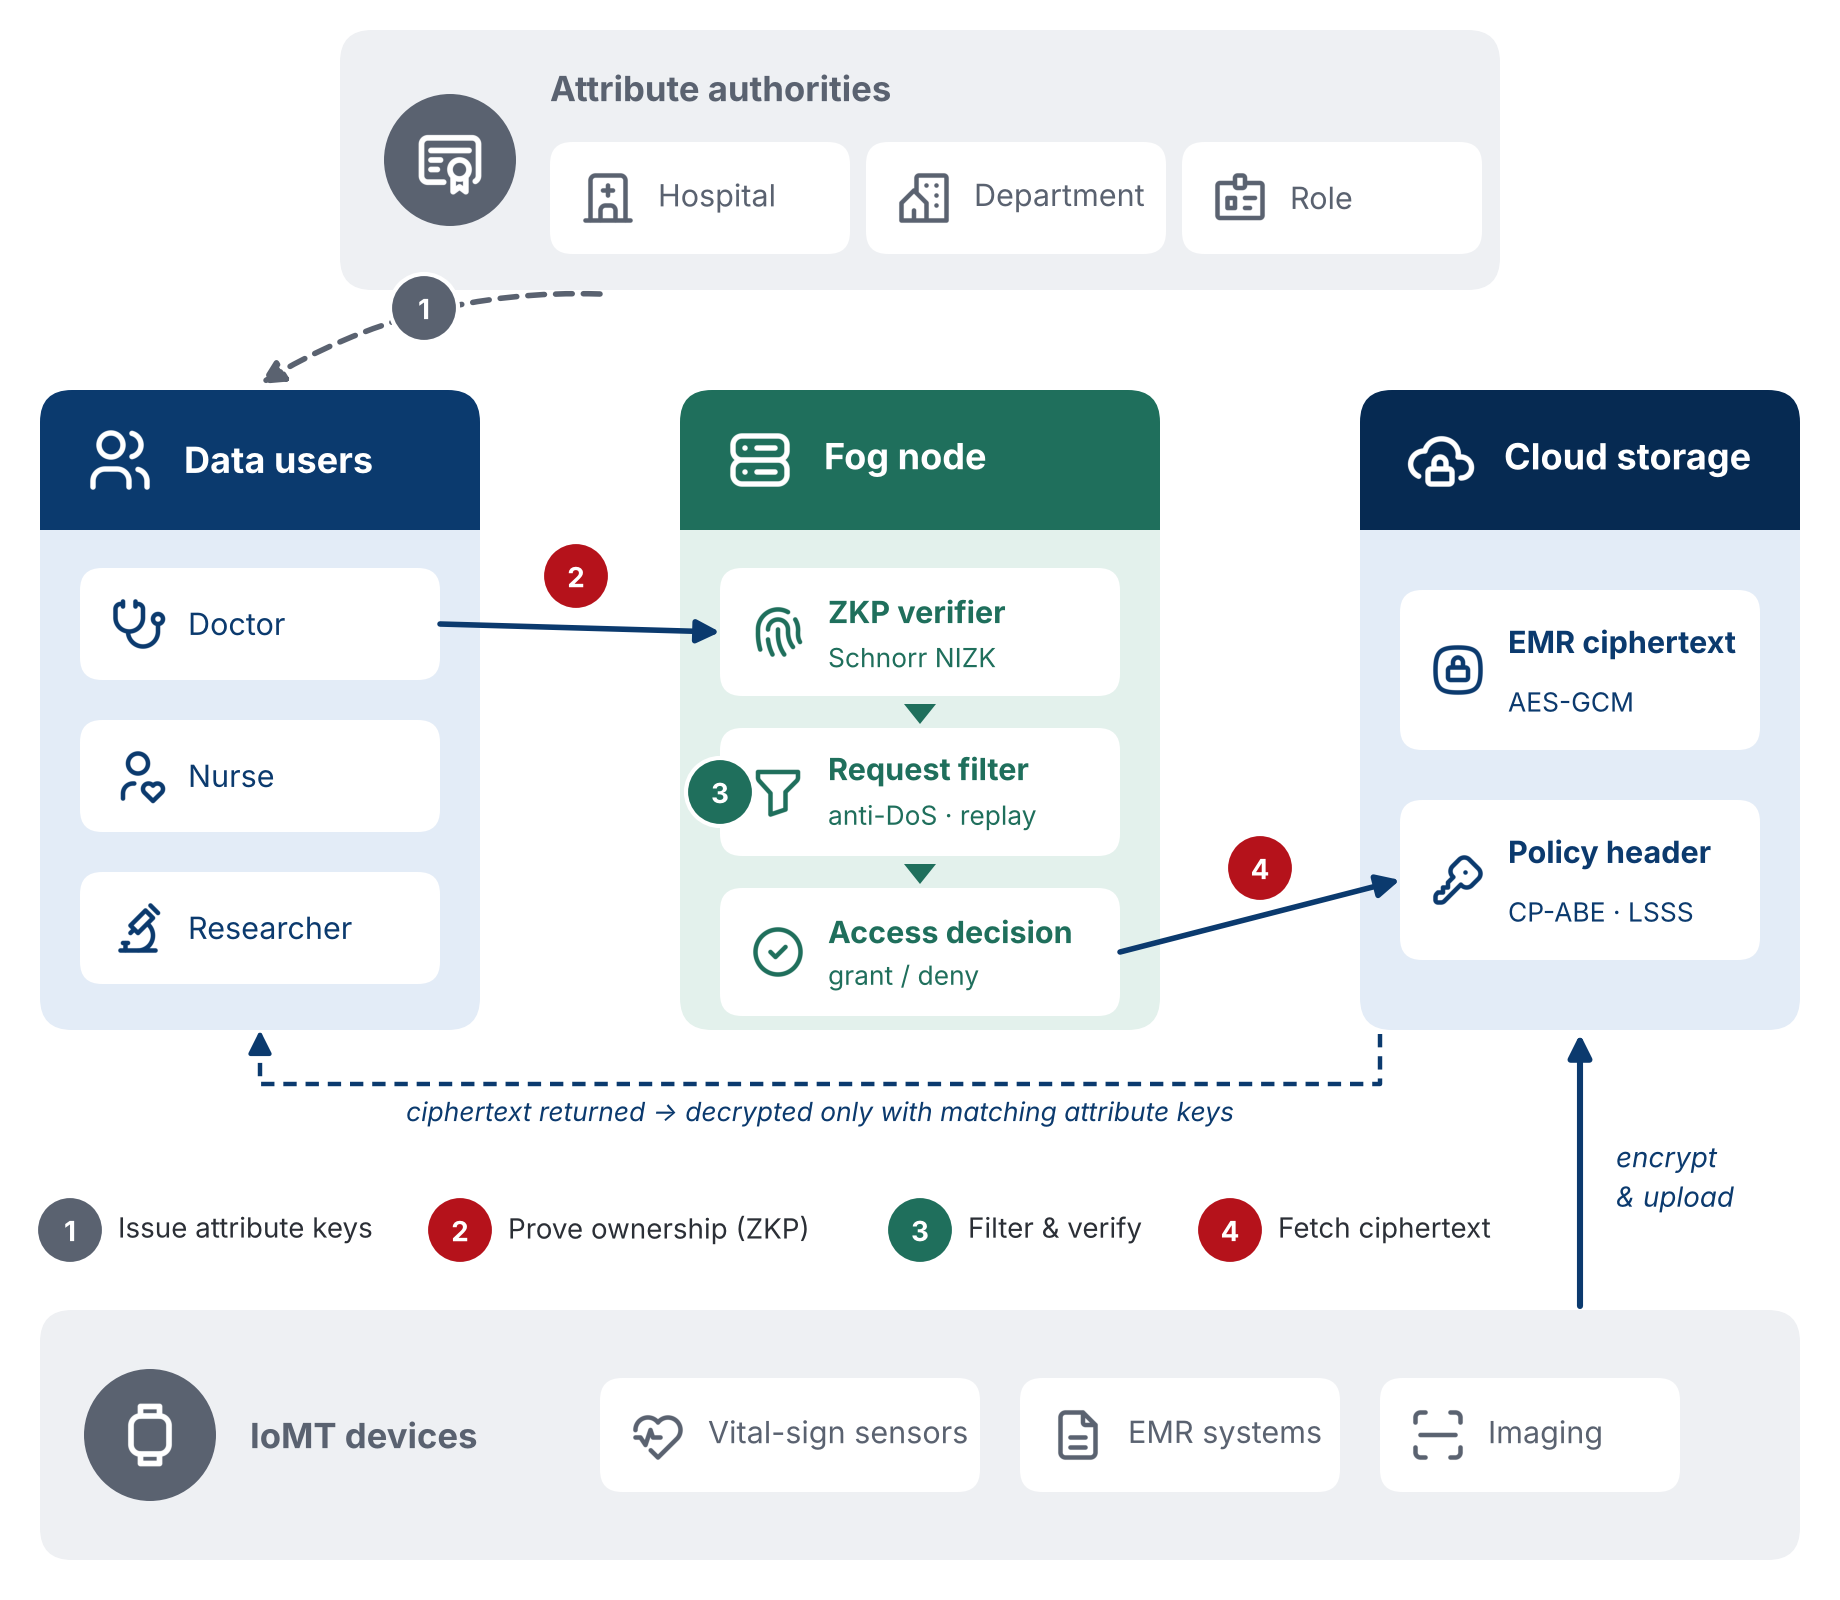 Attribute authorities
Hospital
Department
Role
1
Data users
Fog node
Cloud storage
Doctor
Nurse
Researcher
2
ZKP verifier
Schnorr NIZK
3
Request filter
anti-DoS · replay
Access decision
grant / deny
4
EMR ciphertext
AES-GCM
Policy header
CP-ABE · LSSS
ciphertext returned → decrypted only with matching attribute keys
encrypt
& upload
1 Issue attribute keys
2 Prove ownership (ZKP)
3 Filter & verify
4 Fetch ciphertext
IoMT devices
Vital-sign sensors
EMR systems
Imaging